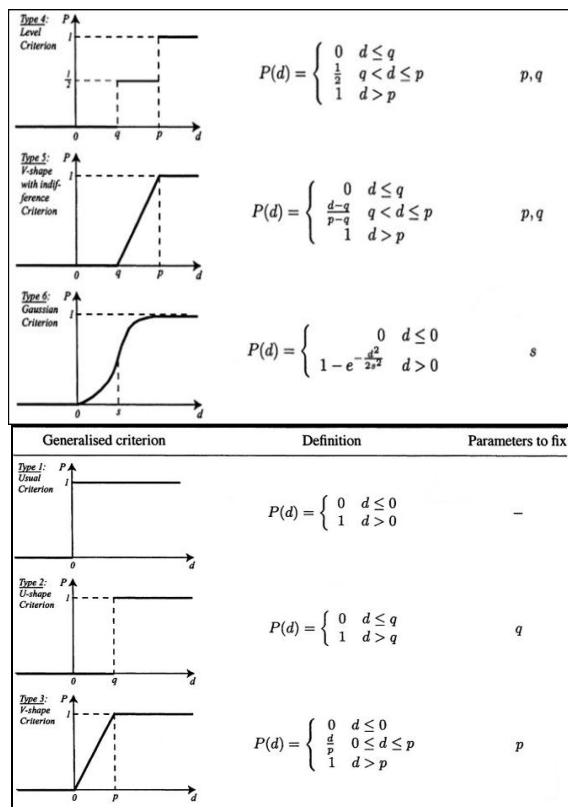 Type 4: P
Level
Criterion
1
1/2
0 q p d
P(d) = { 0 d ≤ q
1/2 q < d ≤ p
1 d > p
p, q
Type 5: P
V-shape
with indif-
ference
Criterion
1
0 q p d
P(d) = { 0 d ≤ q
d−q/p−q q < d ≤ p
1 d > p
p, q
Type 6: P
Gaussian
Criterion
1
0 s d
P(d) = { 0 d ≤ 0
1 − e^{−d²/2s²} d > 0
s
Generalised criterion Definition Parameters to fix
Type 1: P
Usual
Criterion
1
0 d
P(d) = { 0 d ≤ 0
1 d > 0
–
Type 2: P
U-shape
Criterion
1
0 q d
P(d) = { 0 d ≤ q
1 d > q
q
Type 3: P
V-shape
Criterion
1
0 p d
P(d) = { 0 d ≤ 0
d/p 0 ≤ d ≤ p
1 d > p
p